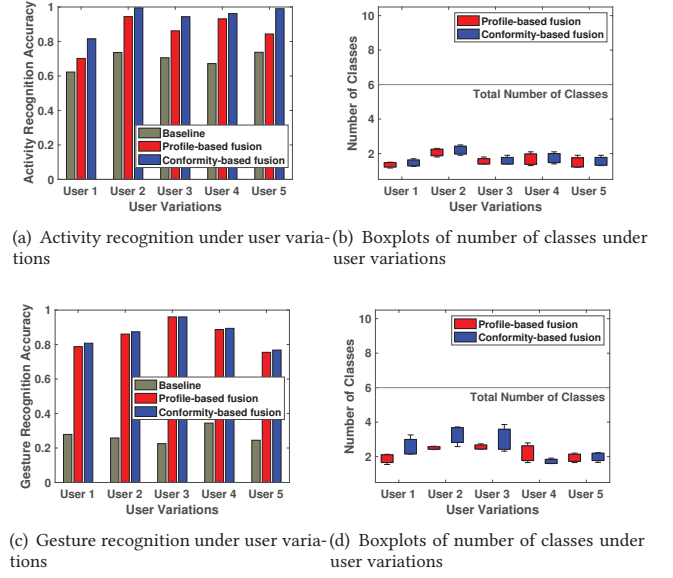 Activity Recognition Accuracy
1
0.8
0.6
0.4
0.2
0
Baseline
Profile-based fusion
Conformity-based fusion
User 1 User 2 User 3 User 4 User 5
User Variations
Number of Classes
10
8
6
4
2
Profile-based fusion
Conformity-based fusion
Total Number of Classes
User 1 User 2 User 3 User 4 User 5
User Variations
(a) Activity recognition under user varia-
tions
(b) Boxplots of number of classes under
user variations
Gesture Recognition Accuracy
1
0.8
0.6
0.4
0.2
0
Baseline
Profile-based fusion
Conformity-based fusion
User 1 User 2 User 3 User 4 User 5
User Variations
Number of Classes
10
8
6
4
2
Profile-based fusion
Conformity-based fusion
Total Number of Classes
User 1 User 2 User 3 User 4 User 5
User Variations
(c) Gesture recognition under user varia-
tions
(d) Boxplots of number of classes under
user variations